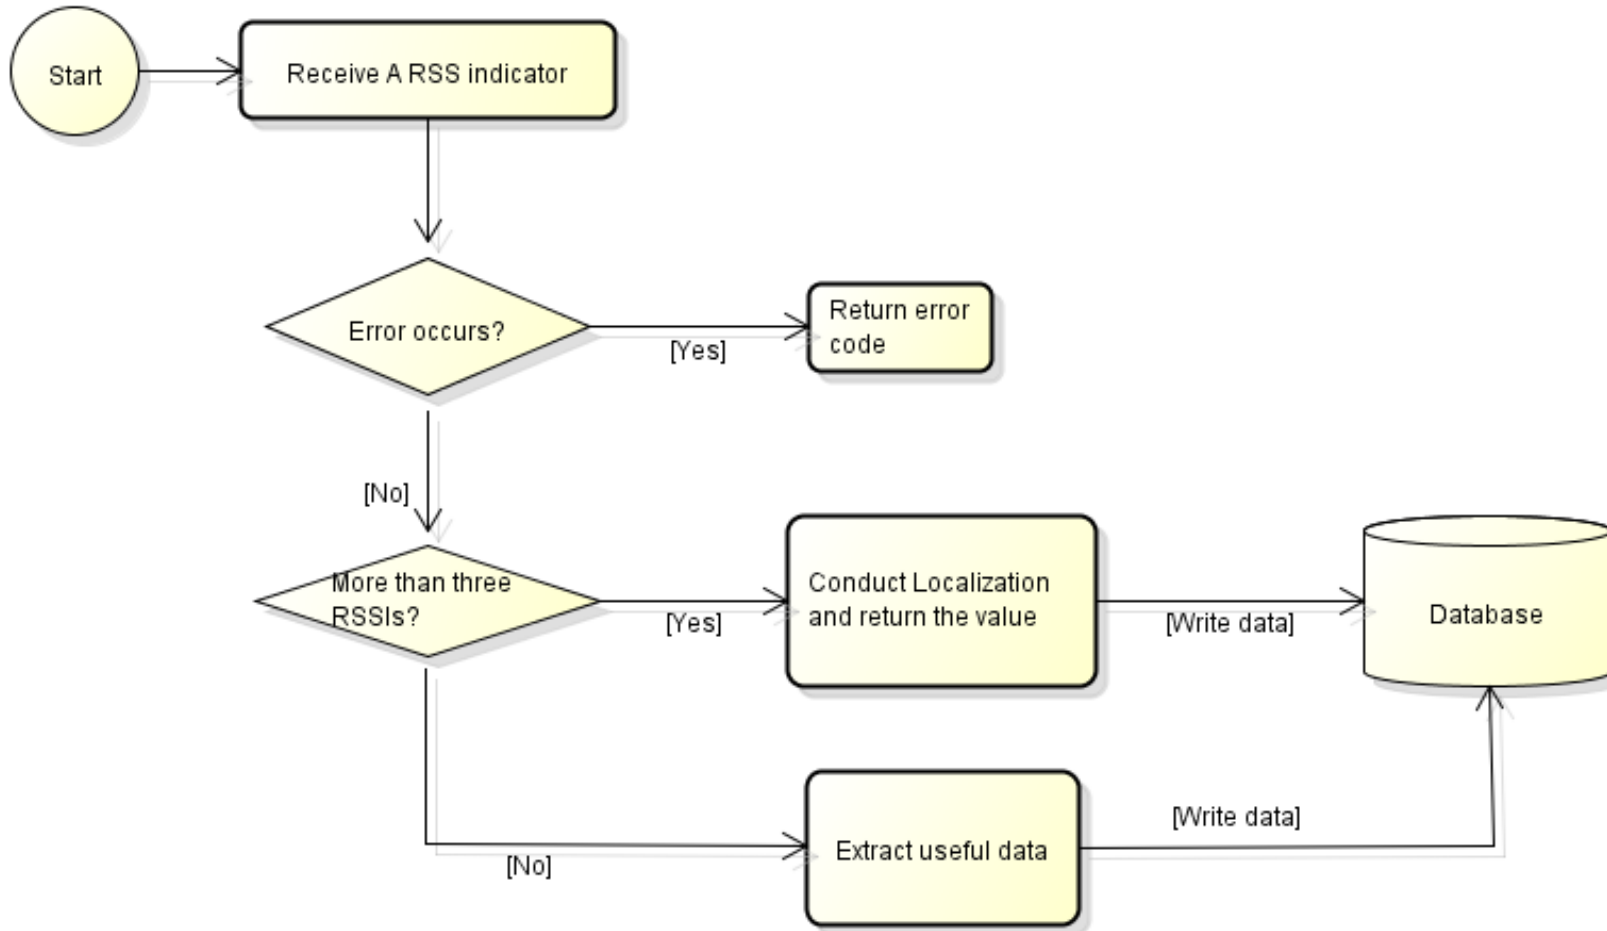 Start
Receive A RSS indicator
Error occurs?
[Yes]
Return error
code
[No]
More than three
RSSIs?
[Yes]
Conduct Localization
and return the value
[Write data]
Database
[No]
Extract useful data
[Write data]